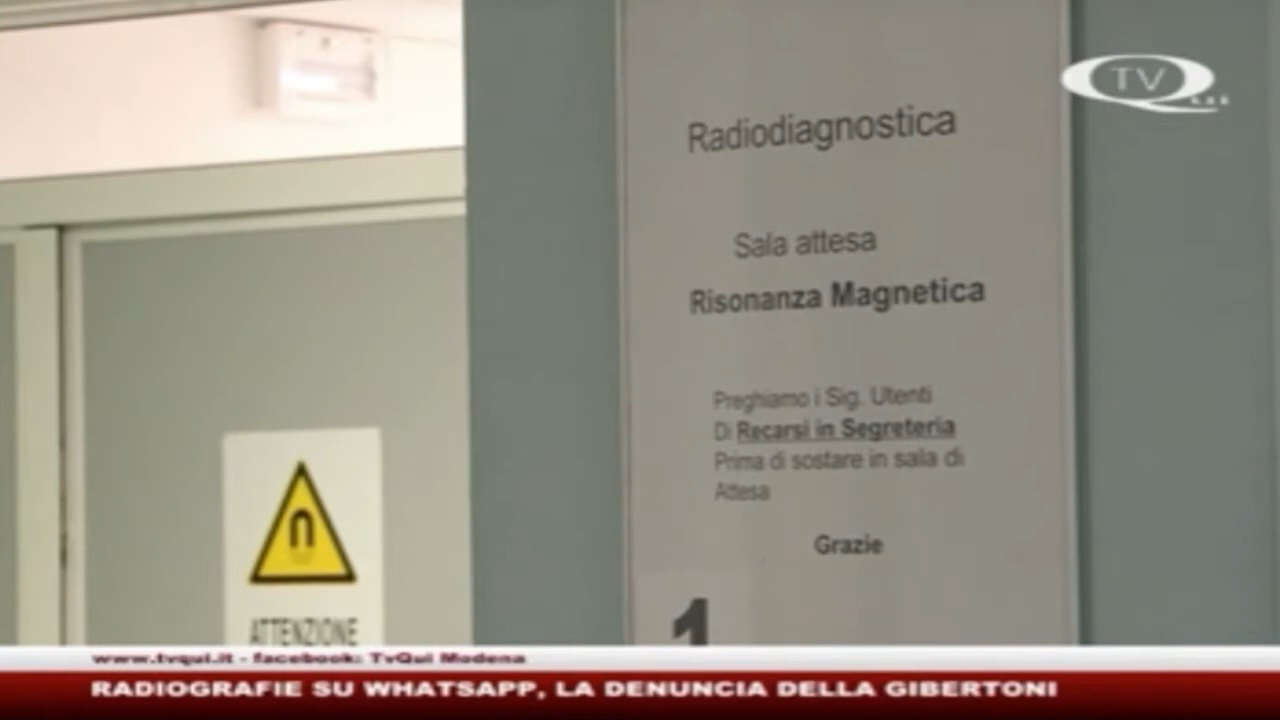 TV
Q...
Radiodiagnostica
Sala attesa
Risonanza Magnetica
Preghiamo i Sig. Utenti
Di Recarsi in Segreteria
Prima di sostare in sala di
Attesa
Grazie
1
ATTENZIONE
www.tvqui.it - facebook: TvQui Modena
RADIOGRAFIE SU WHATSAPP, LA DENUNCIA DELLA GIBERTONI